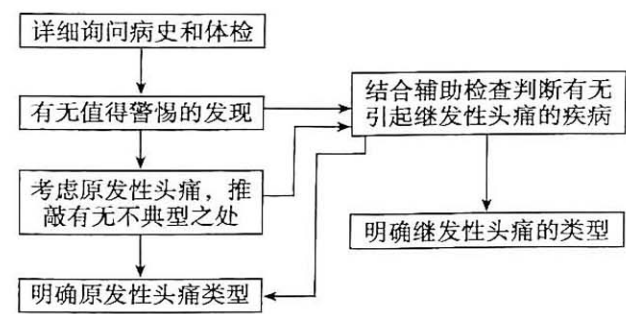 详细询问病史和体检
有无值得警惕的发现
结合辅助检查判断有无
引起继发性头痛的疾病
考虑原发性头痛，推
敲有无不典型之处
明确继发性头痛的类型
明确原发性头痛类型